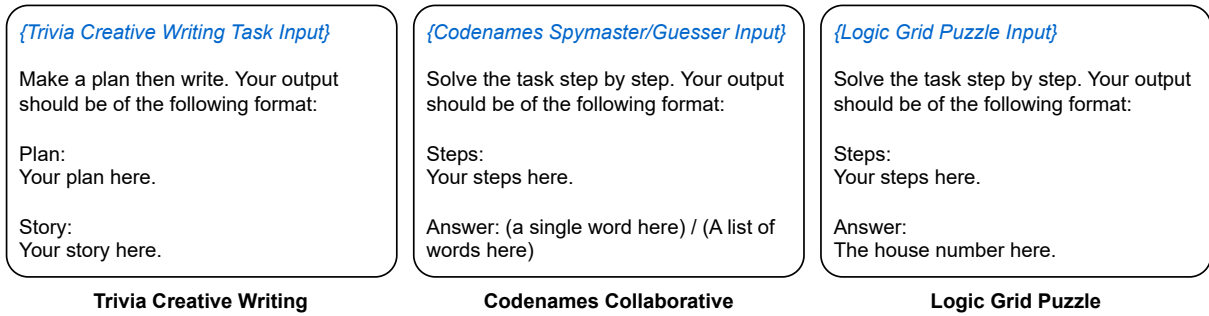 {Trivia Creative Writing Task Input}
Make a plan then write. Your output
should be of the following format:
Plan:
Your plan here.
Story:
Your story here.
Trivia Creative Writing
{Codenames Spymaster/Guesser Input}
Solve the task step by step. Your output
should be of the following format:
Steps:
Your steps here.
Answer: (a single word here) / (A list of
words here)
Codenames Collaborative
{Logic Grid Puzzle Input}
Solve the task step by step. Your output
should be of the following format:
Steps:
Your steps here.
Answer:
The house number here.
Logic Grid Puzzle